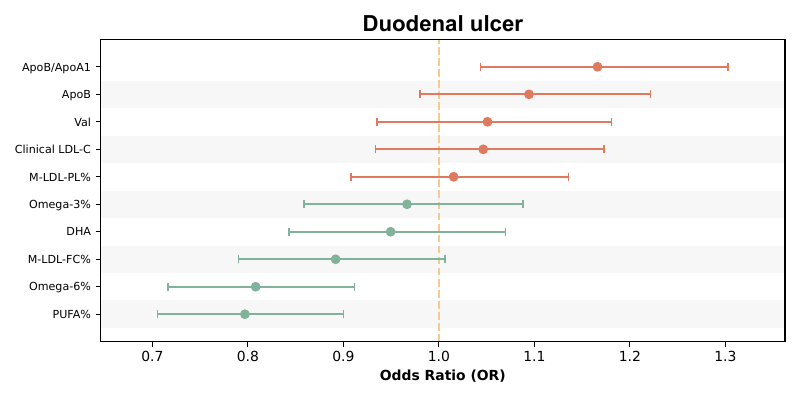 Duodenal ulcer
ApoB/ApoA1
ApoB
Val
Clinical LDL-C
M-LDL-PL%
Omega-3%
DHA
M-LDL-FC%
Omega-6%
PUFA%
0.7 0.8 0.9 1.0 1.1 1.2 1.3
Odds Ratio (OR)